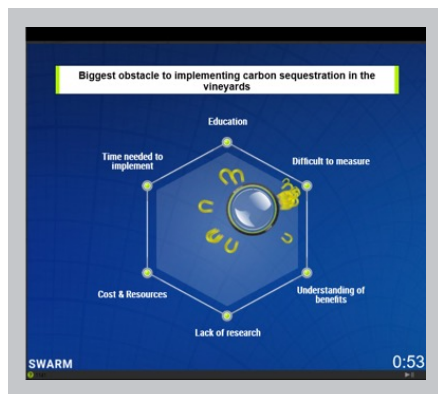 Biggest obstacle to implementing carbon sequestration in the
vineyards
Education
Time needed to
implement
Difficult to measure
Cost & Resources
Understanding of
benefits
Lack of research
SWARM
0:53